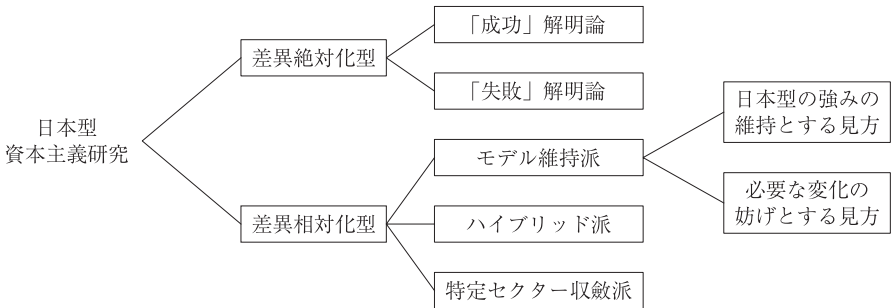 日本型
資本主義研究
差異絶対化型
「成功」解明論
「失敗」解明論
差異相対化型
モデル維持派
日本型の強みの
維持とする見方
必要な変化の
妨げとする見方
ハイブリッド派
特定セクター収斂派